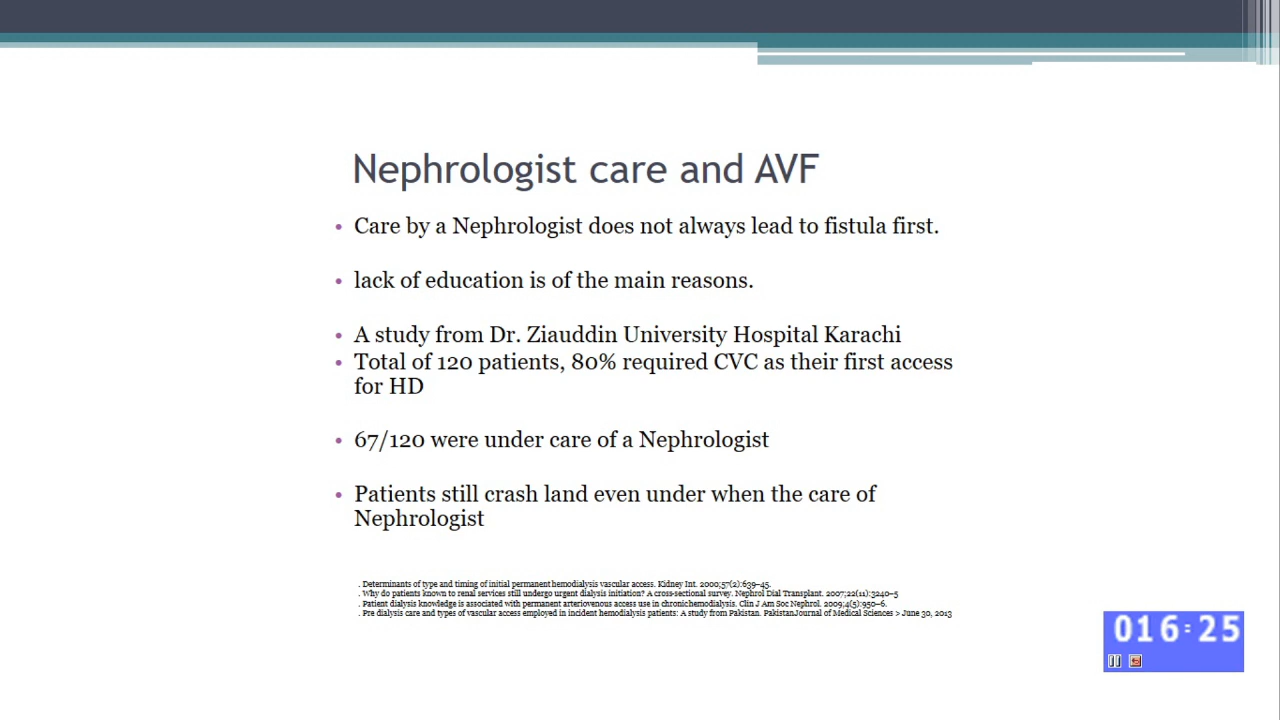 Nephrologist care and AVF
• Care by a Nephrologist does not always lead to fistula first.
• lack of education is of the main reasons.
• A study from Dr. Ziauddin University Hospital Karachi
• Total of 120 patients, 80% required CVC as their first access
for HD
• 67/120 were under care of a Nephrologist
• Patients still crash land even under when the care of
Nephrologist
. Determinants of type and timing of initial permanent hemodialysis vascular access. Kidney Int. 2000;57(2):639–45.
. Why do patients known to renal services still undergo urgent dialysis initiation? A cross-sectional survey. Nephrol Dial Transplant. 2007;22(11):3240–5
. Patient dialysis knowledge is associated with permanent arteriovenous access use in chronichemodialysis. Clin J Am Soc Nephrol. 2009;4(5):950–6.
. Pre dialysis care and types of vascular access employed in incident hemodialysis patients: A study from Pakistan. PakistanJournal of Medical Sciences > June 30, 2013
016:25